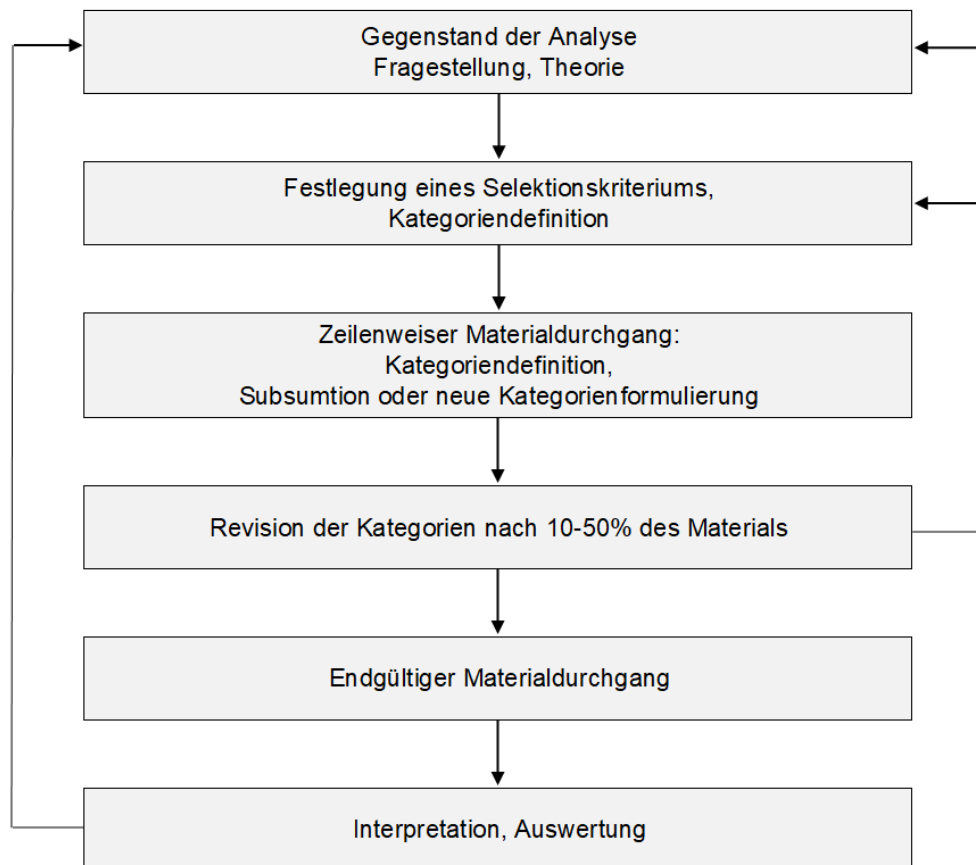 Gegenstand der Analyse
Fragestellung, Theorie
Festlegung eines Selektionskriteriums,
Kategoriendefinition
Zeilenweiser Materialdurchgang:
Kategoriendefinition,
Subsumtion oder neue Kategorienformulierung
Revision der Kategorien nach 10-50% des Materials
Endgültiger Materialdurchgang
Interpretation, Auswertung